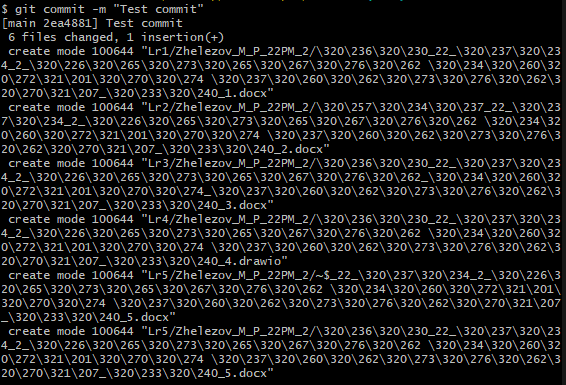 $ git commit -m "Test commit"
[main 2ea4881] Test commit
 6 files changed, 1 insertion(+)
 create mode 100644 "Lr1/Zhelezov_M_P_22PM_2/\320\236\320\230_22_\320\237\320\23
4_2_\320\226\320\265\320\273\320\265\320\267\320\276\320\262 \320\234\320\260\32
0\272\321\201\320\270\320\274 \320\237\320\260\320\262\320\273\320\276\320\262\3
20\270\321\207_\320\233\320\240_1.docx"
 create mode 100644 "Lr2/Zhelezov_M_P_22PM_2/\320\257\320\234\320\237_22_\320\23
7\320\234_2_\320\226\320\265\320\273\320\265\320\267\320\276\320\262 \320\234\32
0\260\320\272\321\201\320\270\320\274 \320\237\320\260\320\262\320\273\320\276\3
20\262\320\270\321\207_\320\233\320\240_2.docx"
 create mode 100644 "Lr3/Zhelezov_M_P_22PM_2/\320\236\320\230_22_\320\237\320\23
4_2_\320\226\320\265\320\273\320\265\320\267\320\276\320\262_\320\234\320\260\32
0\272\321\201\320\270\320\274_\320\237\320\260\320\262\320\273\320\276\320\262\3
20\270\321\207_\320\233\320\240_3.docx"
 create mode 100644 "Lr4/Zhelezov_M_P_22PM_2/\320\236\320\230_22_\320\237\320\23
4_2_\320\226\320\265\320\273\320\265\320\267\320\276\320\262 \320\234\320\260\32
0\272\321\201\320\270\320\274 \320\237\320\260\320\262\320\273\320\276\320\262\3
20\270\321\207_\320\233\320\240_4.drawio"
 create mode 100644 "Lr5/Zhelezov_M_P_22PM_2/~$_22_\320\237\320\234_2_\320\226\3
20\265\320\273\320\265\320\267\320\276\320\262 \320\234\320\260\320\272\321\201\
320\270\320\274 \320\237\320\260\320\262\320\273\320\276\320\262\320\270\321\207
_\320\233\320\240_5.docx"
 create mode 100644 "Lr5/Zhelezov_M_P_22PM_2/\320\236\320\230_22_\320\237\320\23
4_2_\320\226\320\265\320\273\320\265\320\267\320\276\320\262 \320\234\320\260\32
0\272\321\201\320\270\320\274 \320\237\320\260\320\262\320\273\320\276\320\262\3
20\270\321\207_\320\233\320\240_5.docx"